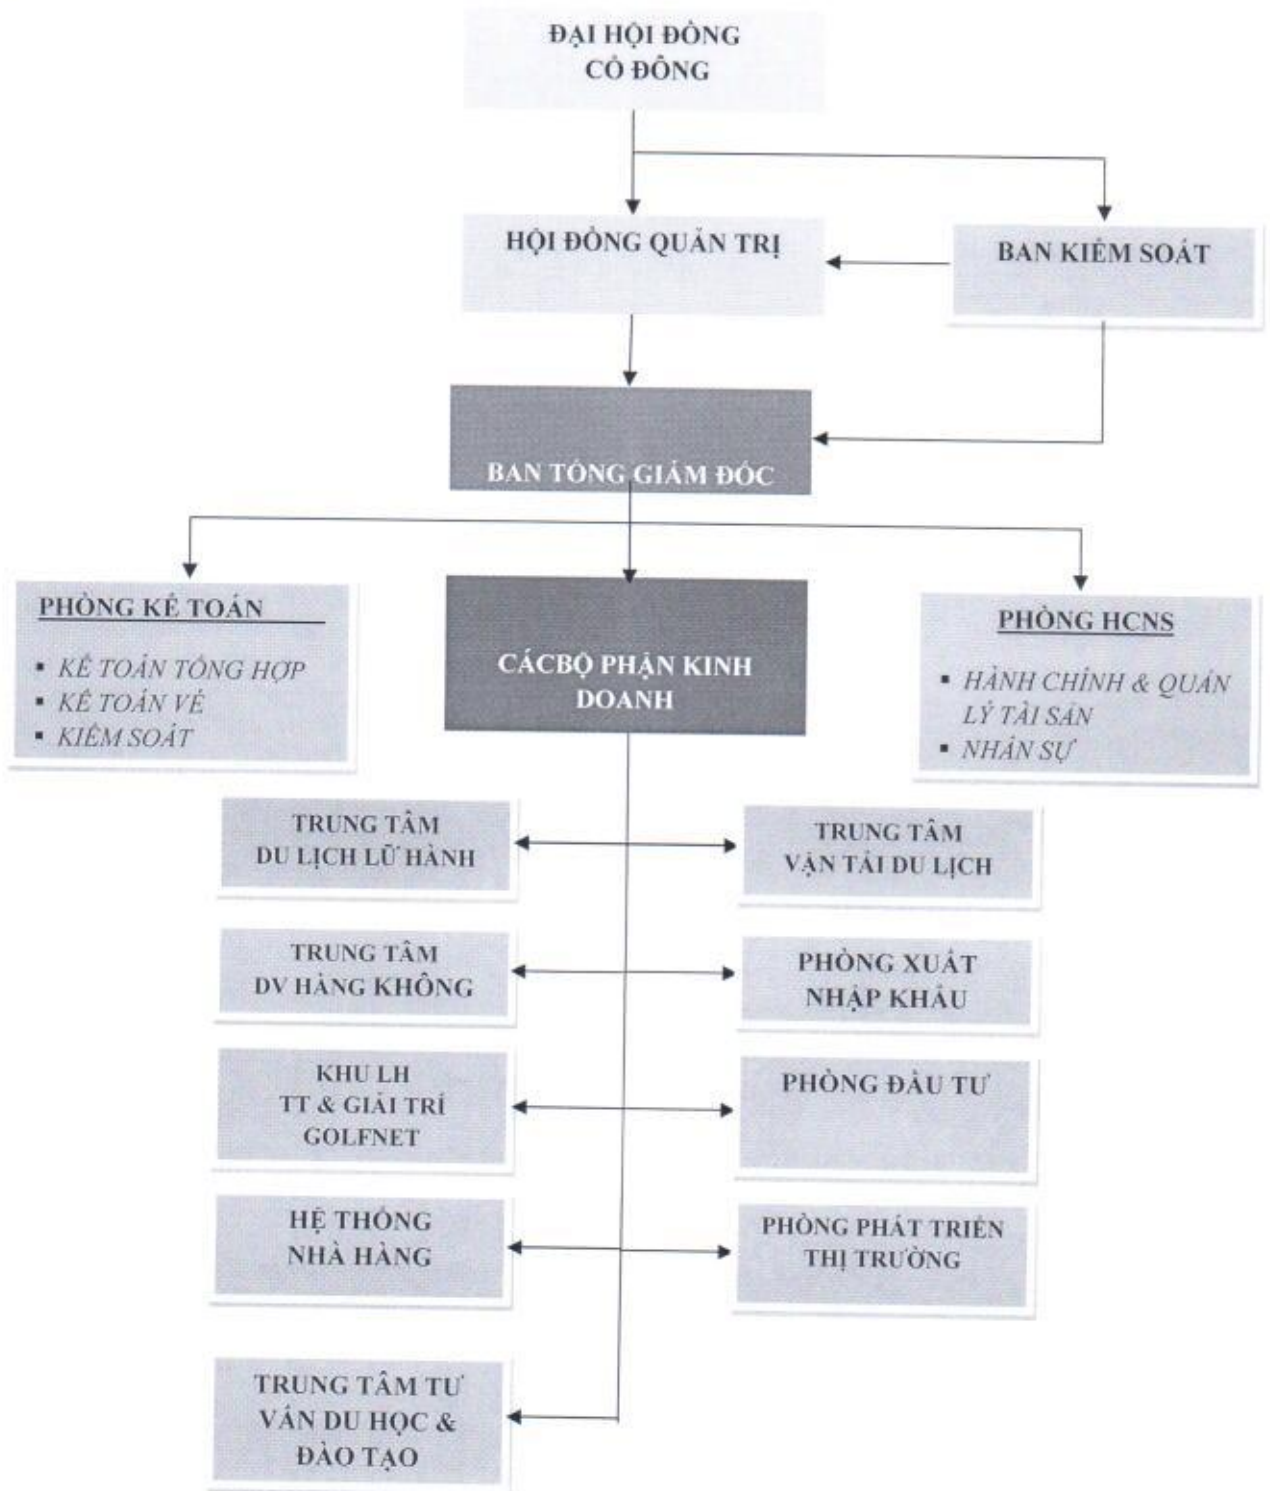 ĐẠI HỘI ĐỒNG
CỔ ĐÔNG
HỘI ĐỒNG QUẢN TRỊ
BAN KIỂM SOÁT
BAN TỔNG GIÁM ĐỐC
PHÒNG KẾ TOÁN
▪ KẾ TOÁN TỔNG HỢP
▪ KẾ TOÁN VÉ
▪ KIỂM SOÁT
CÁCBỘ PHẬN KINH
DOANH
PHÒNG HCNS
▪ HÀNH CHÍNH & QUẢN
LÝ TÀI SẢN
▪ NHÂN SỰ
TRUNG TÂM
DU LỊCH LỮ HÀNH
TRUNG TÂM
VẬN TẢI DU LỊCH
TRUNG TÂM
DV HÀNG KHÔNG
PHÒNG XUẤT
NHẬP KHẨU
KHU LH
TT & GIẢI TRÍ
GOLFNET
PHÒNG ĐẦU TƯ
HỆ THỐNG
NHÀ HÀNG
PHÒNG PHÁT TRIỂN
THỊ TRƯỜNG
TRUNG TÂM TƯ
VẤN DU HỌC &
ĐÀO TẠO